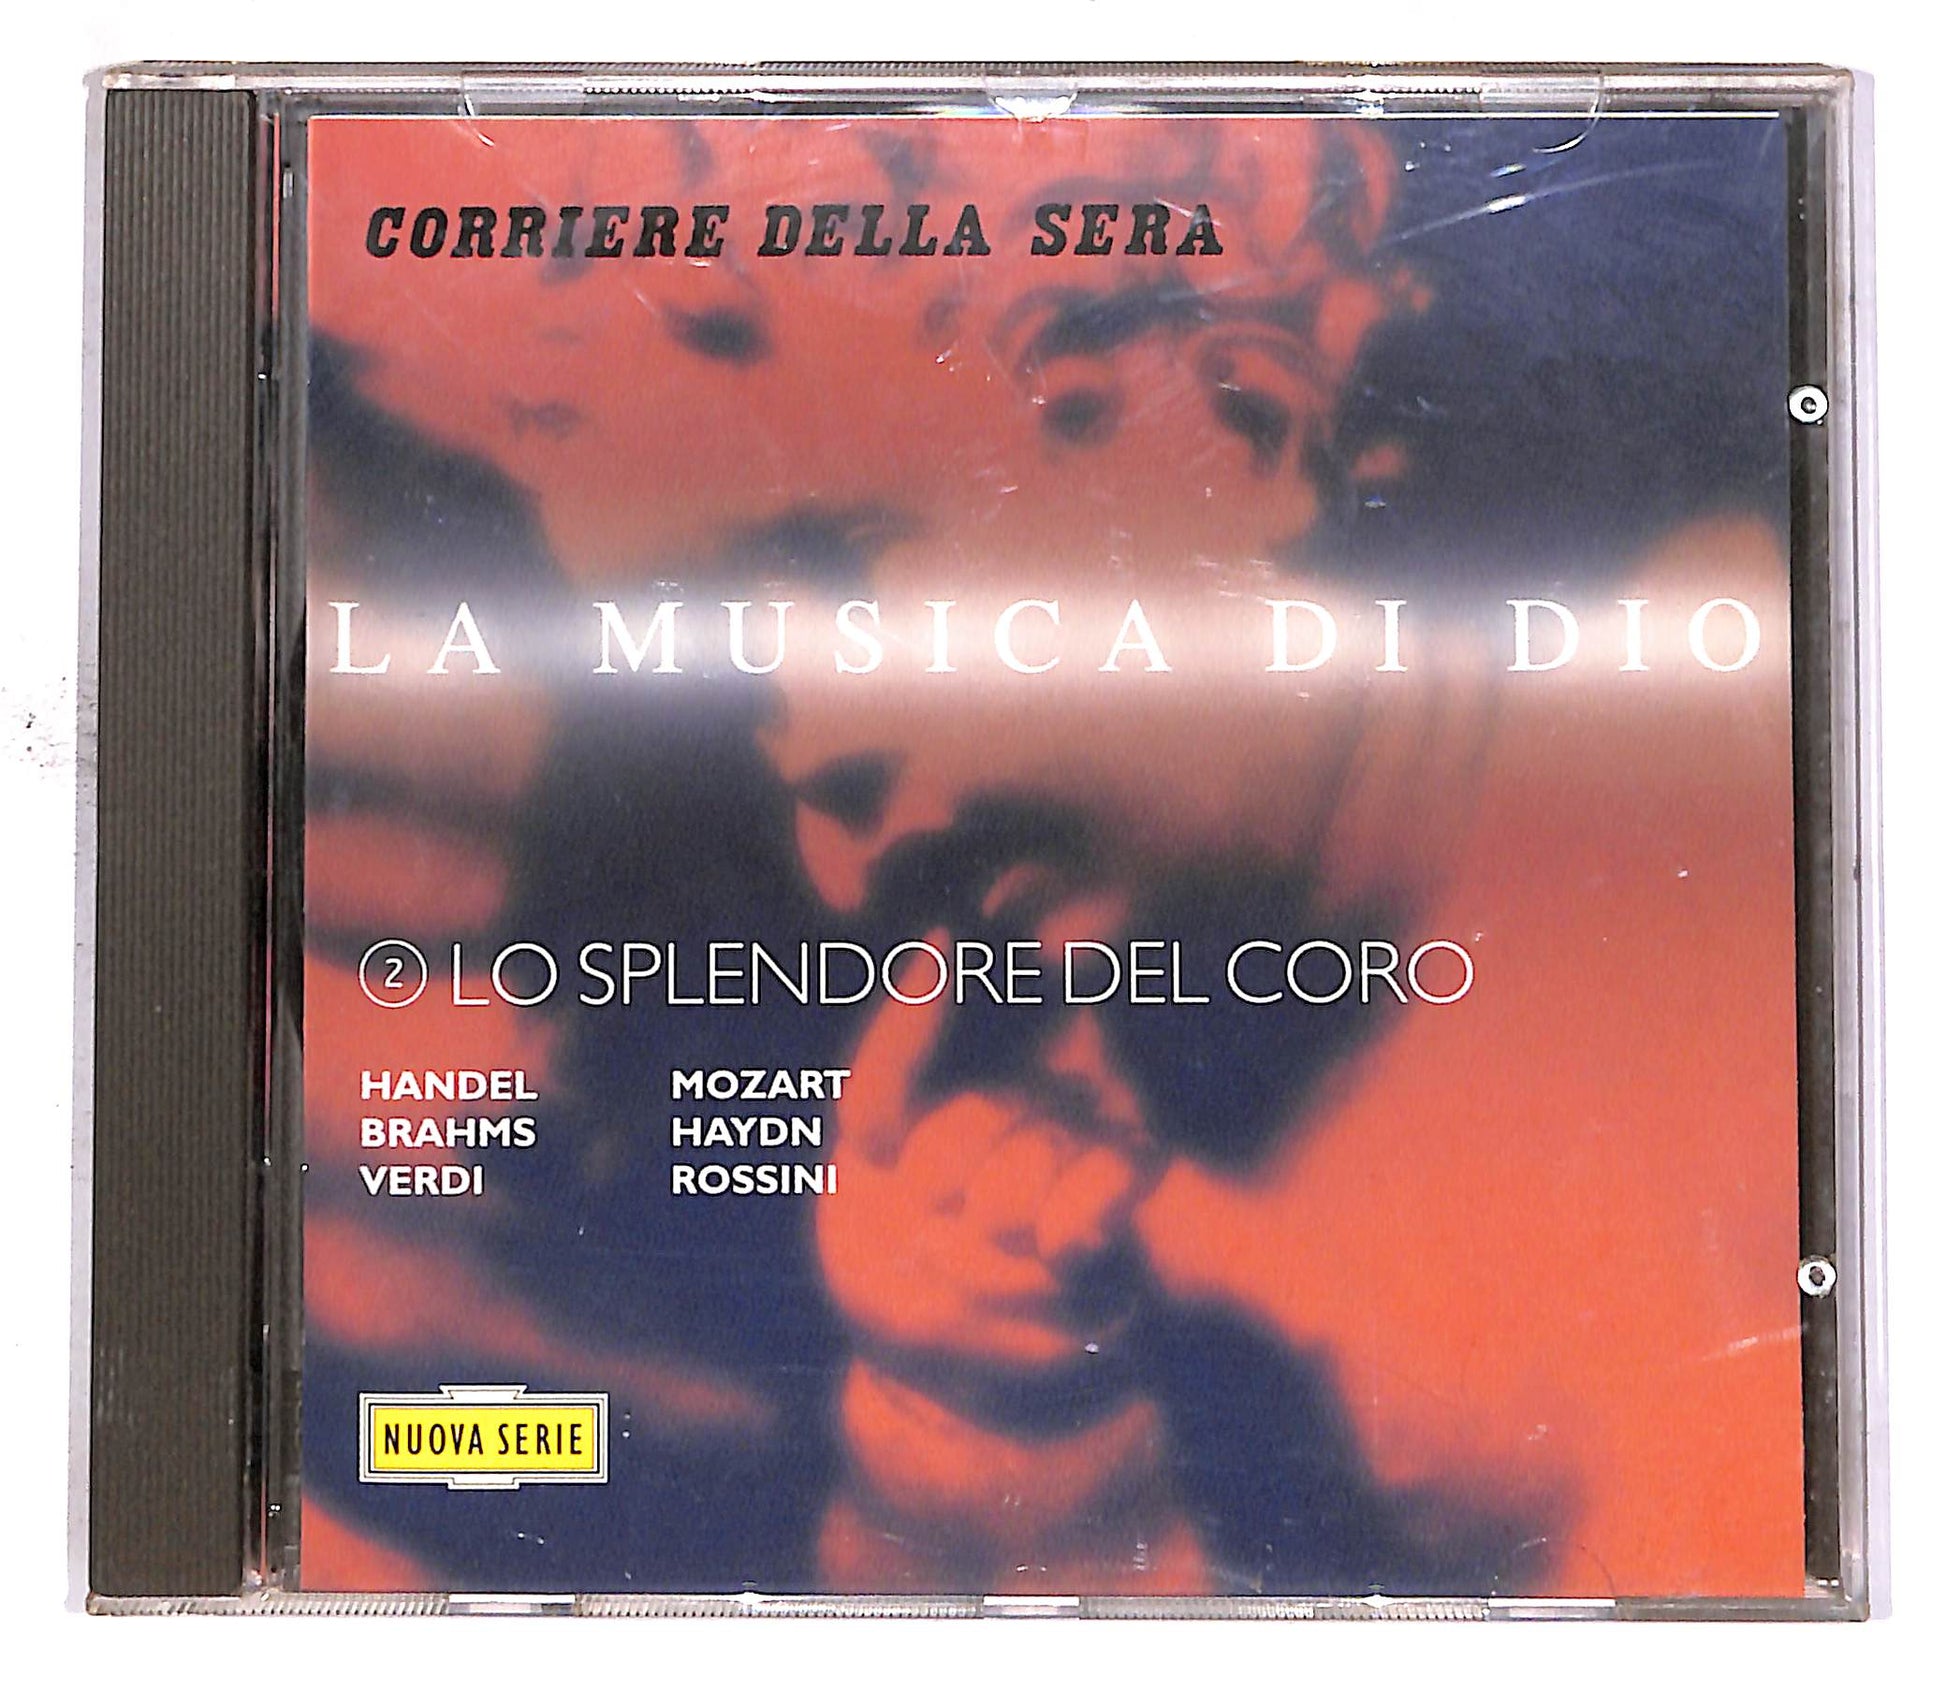 CORRIERE DELLA SERA
LA MUSICA DI DIO
2 LO SPLENDORE DEL CORO
HANDEL MOZART
BRAHMS HAYDN
VERDI ROSSINI
NUOVA SERIE